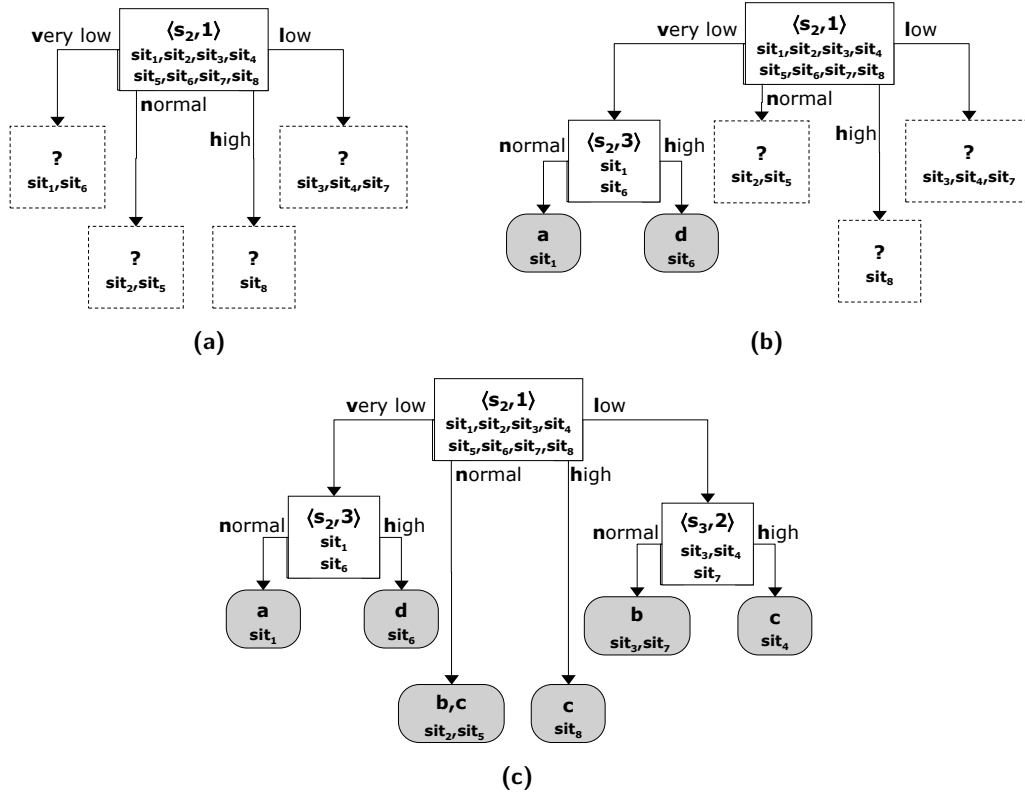 ⟨s₂,1⟩
very low
low
sit₁,sit₂,sit₃,sit₄
sit₅,sit₆,sit₇,sit₈
normal
high
?
sit₁,sit₆
?
sit₃,sit₄,sit₇
?
sit₂,sit₅
?
sit₈
(a)
⟨s₂,1⟩
very low
low
sit₁,sit₂,sit₃,sit₄
sit₅,sit₆,sit₇,sit₈
normal
high
normal
⟨s₂,3⟩
high
sit₁
sit₆
?
sit₂,sit₅
?
sit₃,sit₄,sit₇
a
sit₁
d
sit₆
?
sit₈
(b)
⟨s₂,1⟩
very low
low
sit₁,sit₂,sit₃,sit₄
sit₅,sit₆,sit₇,sit₈
normal
high
normal
⟨s₂,3⟩
high
sit₁
sit₆
normal
⟨s₃,2⟩
high
sit₃,sit₄
sit₇
a
sit₁
d
sit₆
b
sit₃,sit₇
c
sit₄
b,c
sit₂,sit₅
c
sit₈
(c)